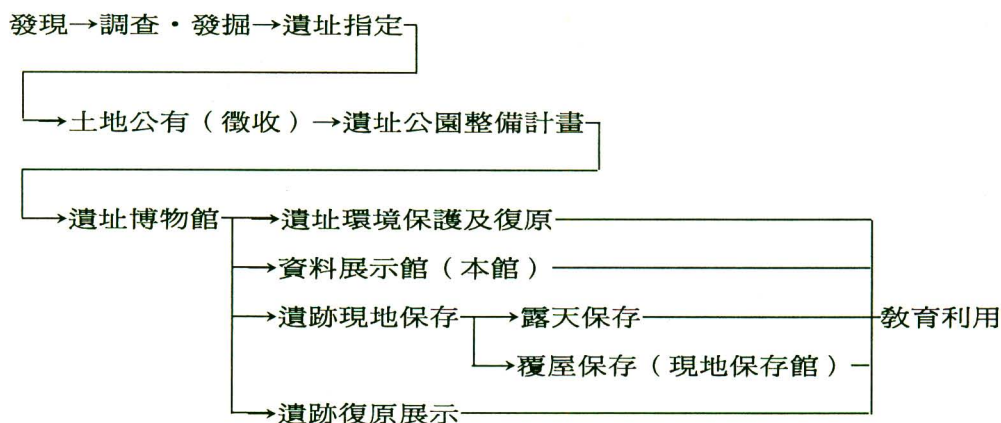 發現→調查・發掘→遺址指定
→土地公有（徵收）→遺址公園整備計畫
→遺址博物館→遺址環境保護及復原
→資料展示館（本館）
→遺跡現地保存→露天保存 教育利用
→覆屋保存（現地保存館）
→遺跡復原展示